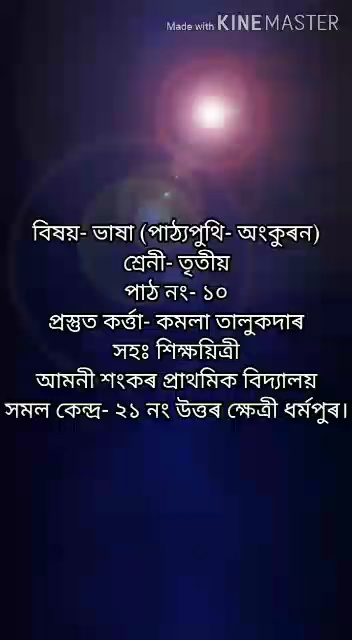 Made with KINEMASTER
বিষয়- ভাষা (পাঠ্যপুথি- অংকুৰন)
শ্ৰেনী- তৃতীয়
পাঠ নং- ১০
প্ৰস্তুত কৰ্ত্তা- কমলা তালুকদাৰ
সহঃ শিক্ষয়িত্ৰী
আমনী শংকৰ প্ৰাথমিক বিদ্যালয়
সমল কেন্দ্ৰ- ২১ নং উত্তৰ ক্ষেত্ৰী ধৰ্মপুৰ।